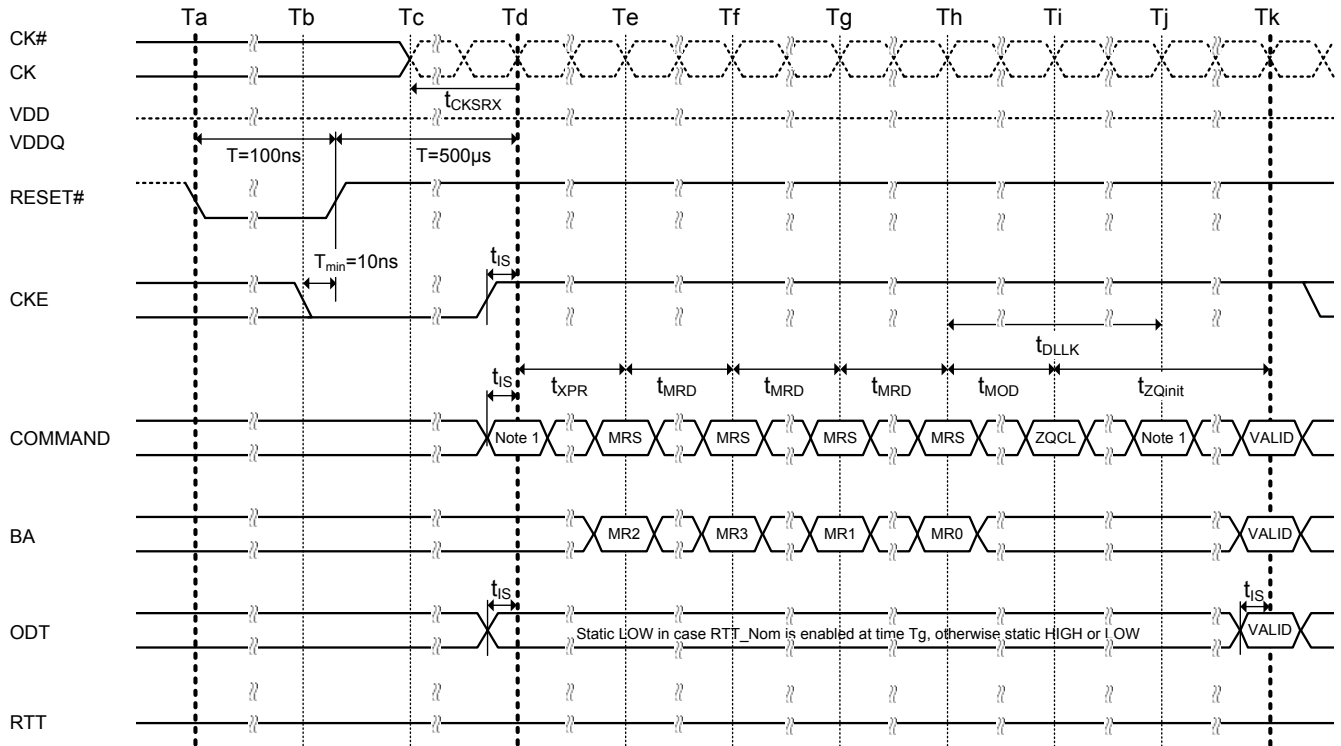 Ta Tb Tc Td Te Tf Tg Th Ti Tj Tk
CK#
CK
tCKSRX
VDD
VDDQ
T=100ns T=500µs
RESET#
Tmin=10ns tIS
CKE
tDLLK
tIS tXPR tMRD tMRD tMRD tMOD tZQinit
COMMAND Note 1 MRS MRS MRS MRS ZQCL Note 1 VALID
BA MR2 MR3 MR1 MR0 VALID
tIS tIS
ODT Static LOW in case RTT_Nom is enabled at time Tg, otherwise static HIGH or LOW VALID
RTT